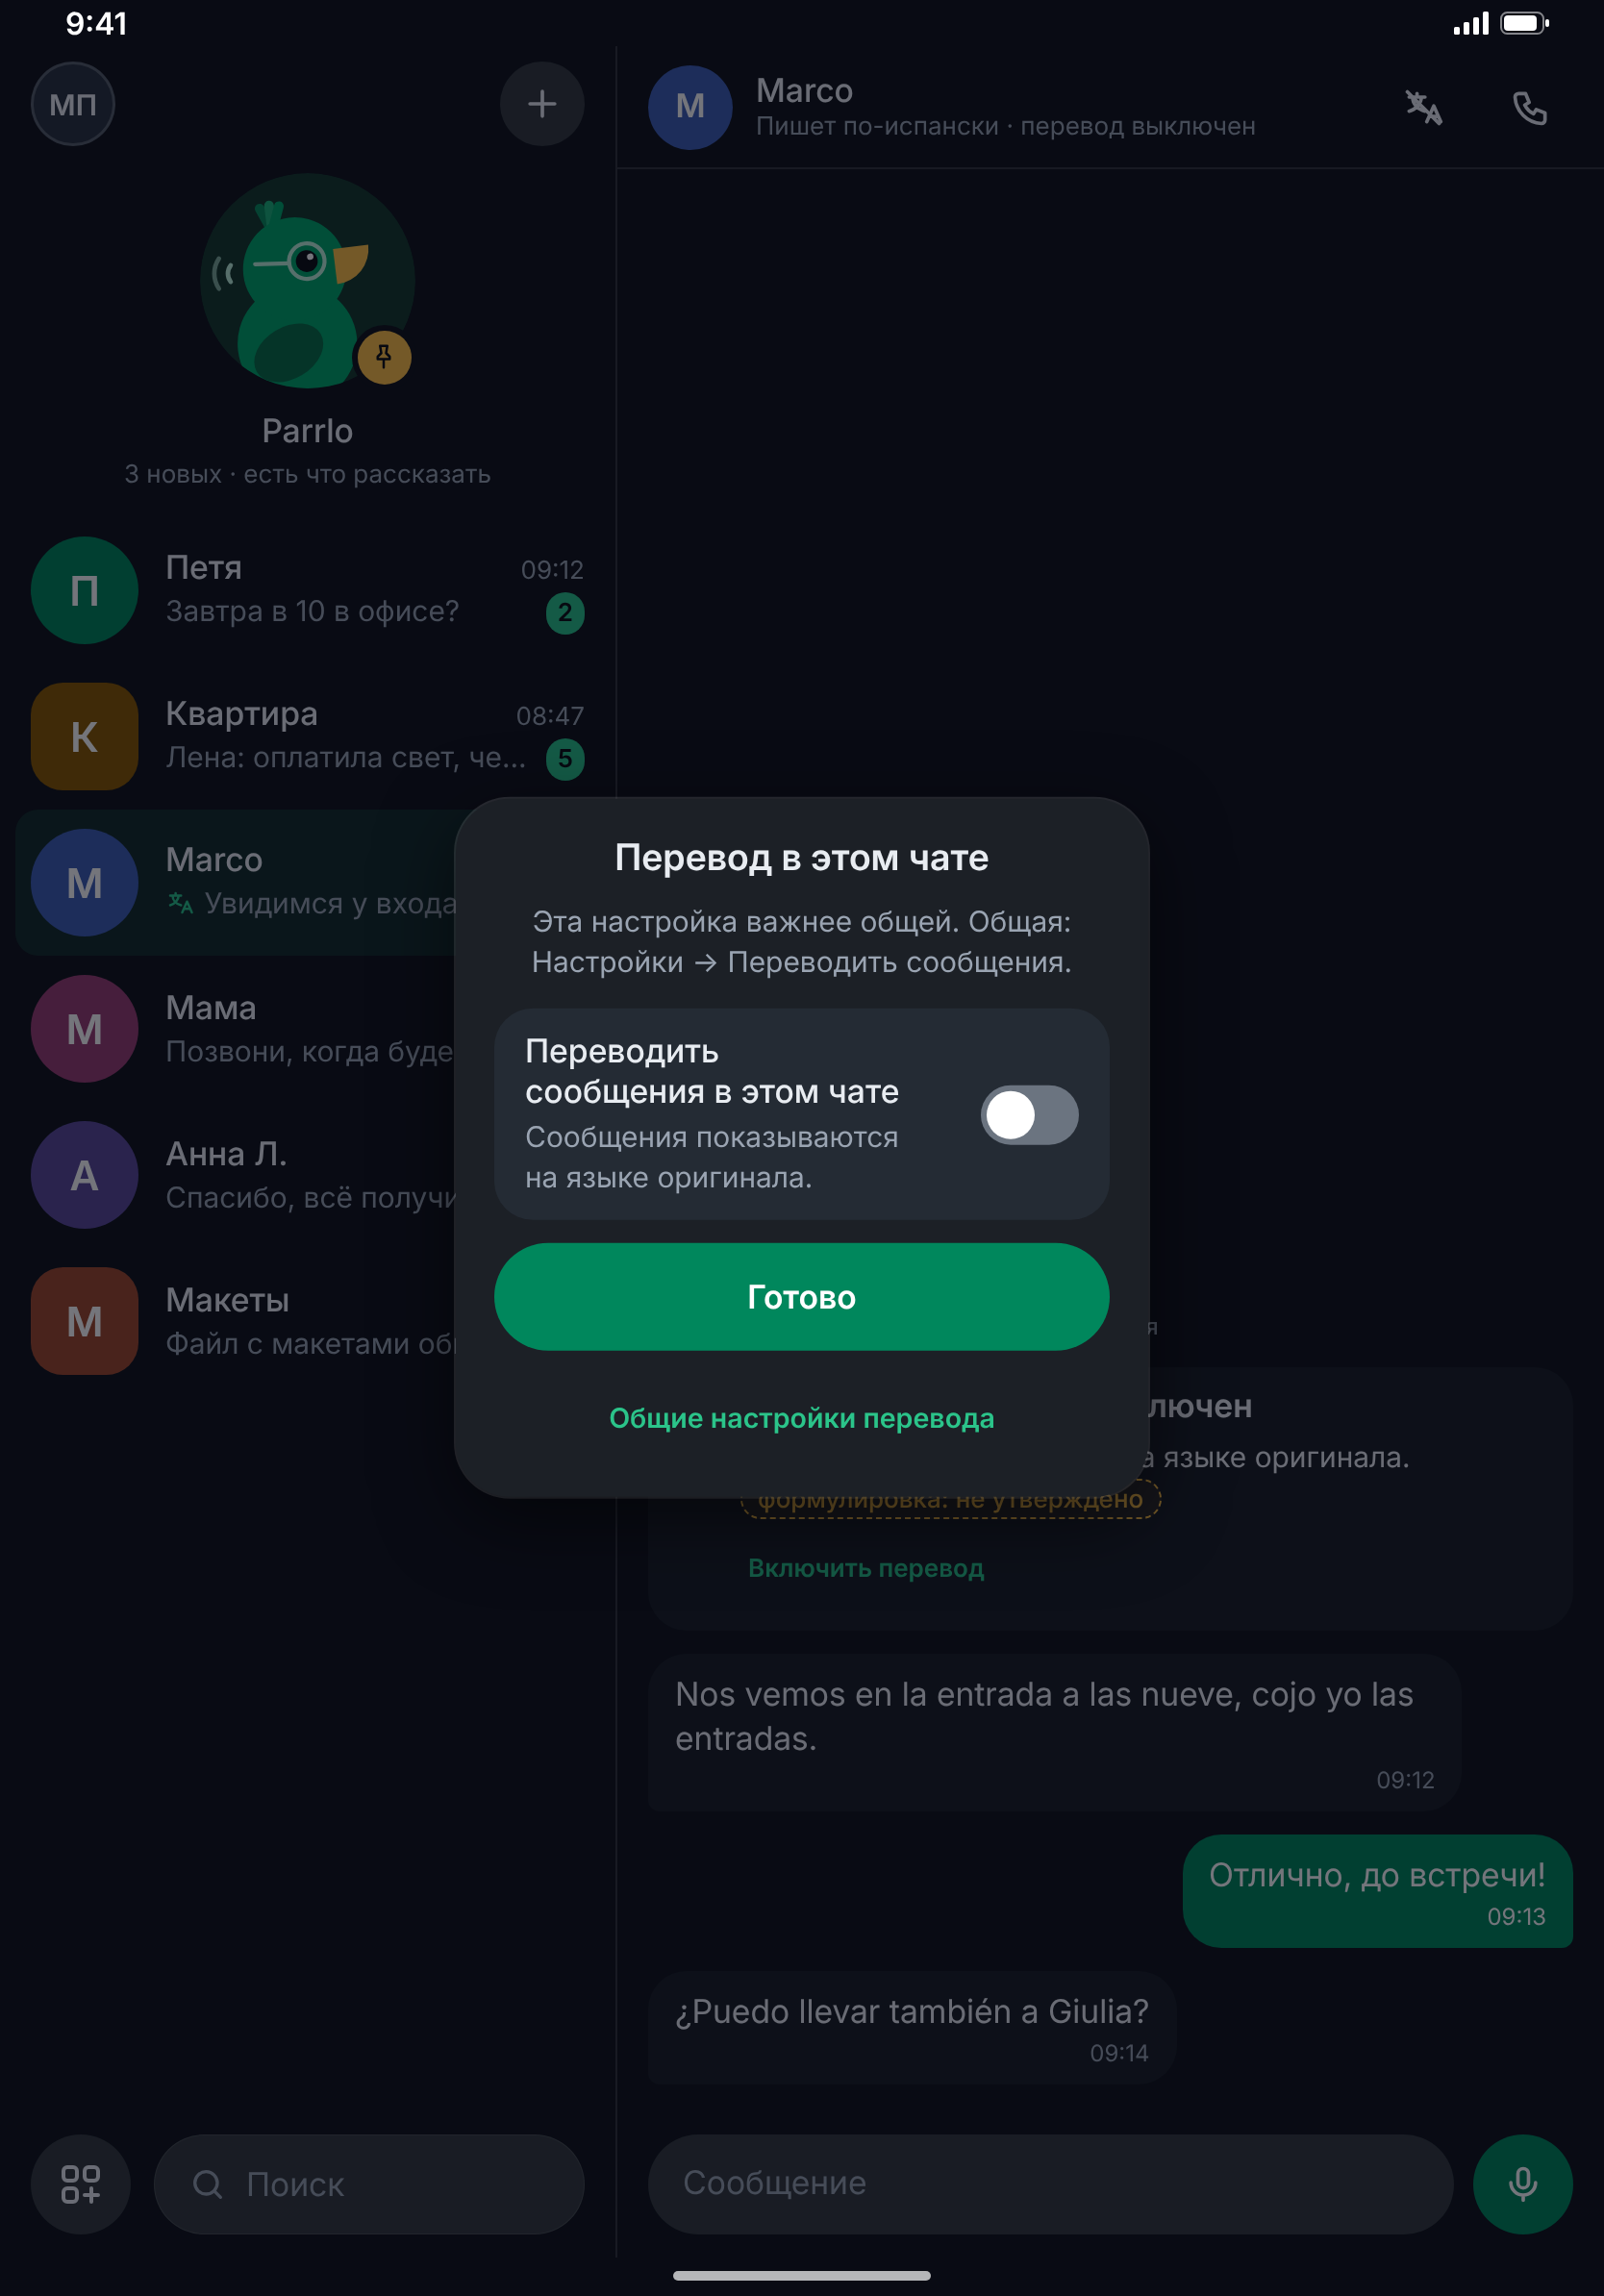 9:41
МП
Parrlo
3 новых · есть что рассказать
П
Петя
09:12
Завтра в 10 в офисе?
2
К
Квартира
08:47
Лена: оплатила свет, че...
5
М
Marco
Увидимся у входа
М
Мама
Позвони, когда буде
А
Анна Л.
Спасибо, всё получи
М
Макеты
Файл с макетами
Поиск
M
Marco
Пишет по-испански · перевод выключен
Перевод в этом чате
Эта настройка важнее общей. Общая:
Настройки → Переводить сообщения.
Переводить
сообщения в этом чате
Сообщения показываются
на языке оригинала.
Готово
Общие настройки перевода
я
лючен
а языке оригинала.
формулировка: не утверждено
Включить перевод
Nos vemos en la entrada a las nueve, cojo yo las
entradas.
09:12
Отлично, до встречи!
09:13
¿Puedo llevar también a Giulia?
09:14
Сообщение